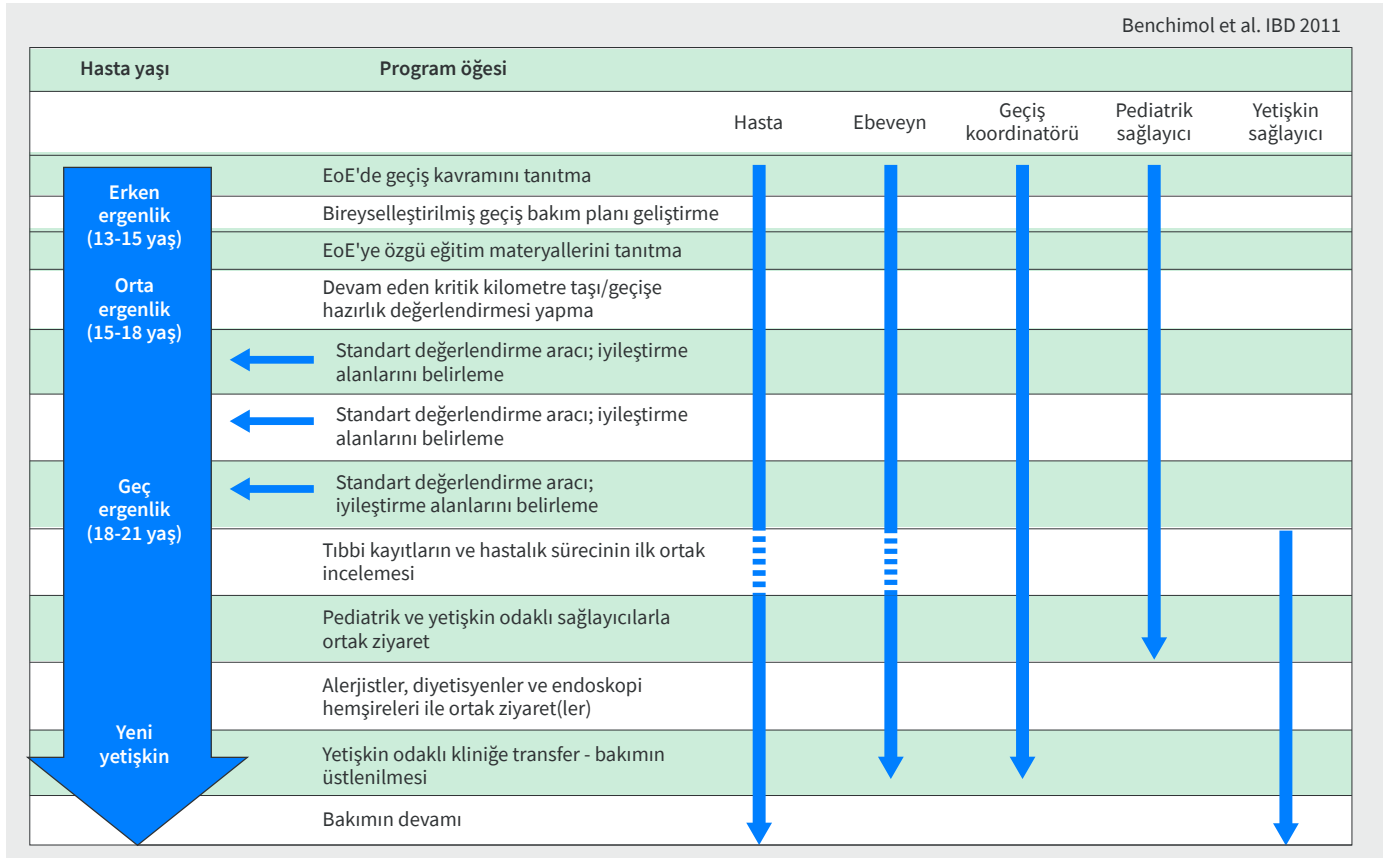 Benchimol et al. IBD 2011
Hasta yaşı
Program öğesi
Hasta
Ebeveyn
Geçiş
koordinatörü
Pediatrik
sağlayıcı
Yetişkin
sağlayıcı
Erken
ergenlik
(13-15 yaş)
EoE'de geçiş kavramını tanıtma
Bireyselleştirilmiş geçiş bakım planı geliştirme
EoE'ye özgü eğitim materyallerini tanıtma
Orta
ergenlik
(15-18 yaş)
Devam eden kritik kilometre taşı/geçişe
hazırlık değerlendirmesi yapma
Standart değerlendirme aracı; iyileştirme
alanlarını belirleme
Standart değerlendirme aracı; iyileştirme
alanlarını belirleme
Geç
ergenlik
(18-21 yaş)
Standart değerlendirme aracı;
iyileştirme alanlarını belirleme
Tıbbi kayıtların ve hastalık sürecinin ilk ortak
incelemesi
Pediatrik ve yetişkin odaklı sağlayıcılarla
ortak ziyaret
Alerjistler, diyetisyenler ve endoskopi
hemşireleri ile ortak ziyaret(ler)
Yeni
yetişkin
Yetişkin odaklı kliniğe transfer - bakımın
üstlenilmesi
Bakımın devamı